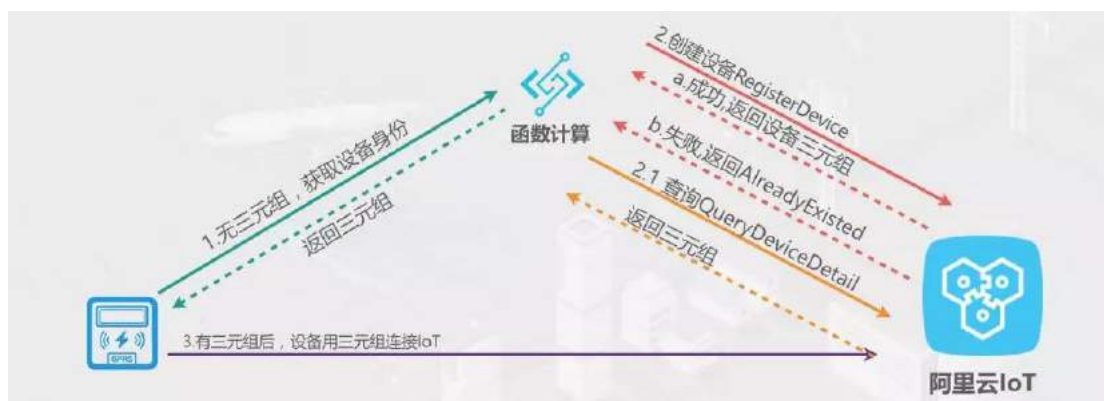 2.创建设备RegisterDevice
a.成功,返回设备三元组
b.失败,返回AlreadyExisted
函数计算
2.1 查询QueryDeviceDetail
返回三元组
1.无三元组，获取设备身份
返回三元组
GPRS
3.有三元组后，设备用三元组连接IoT
阿里云IoT